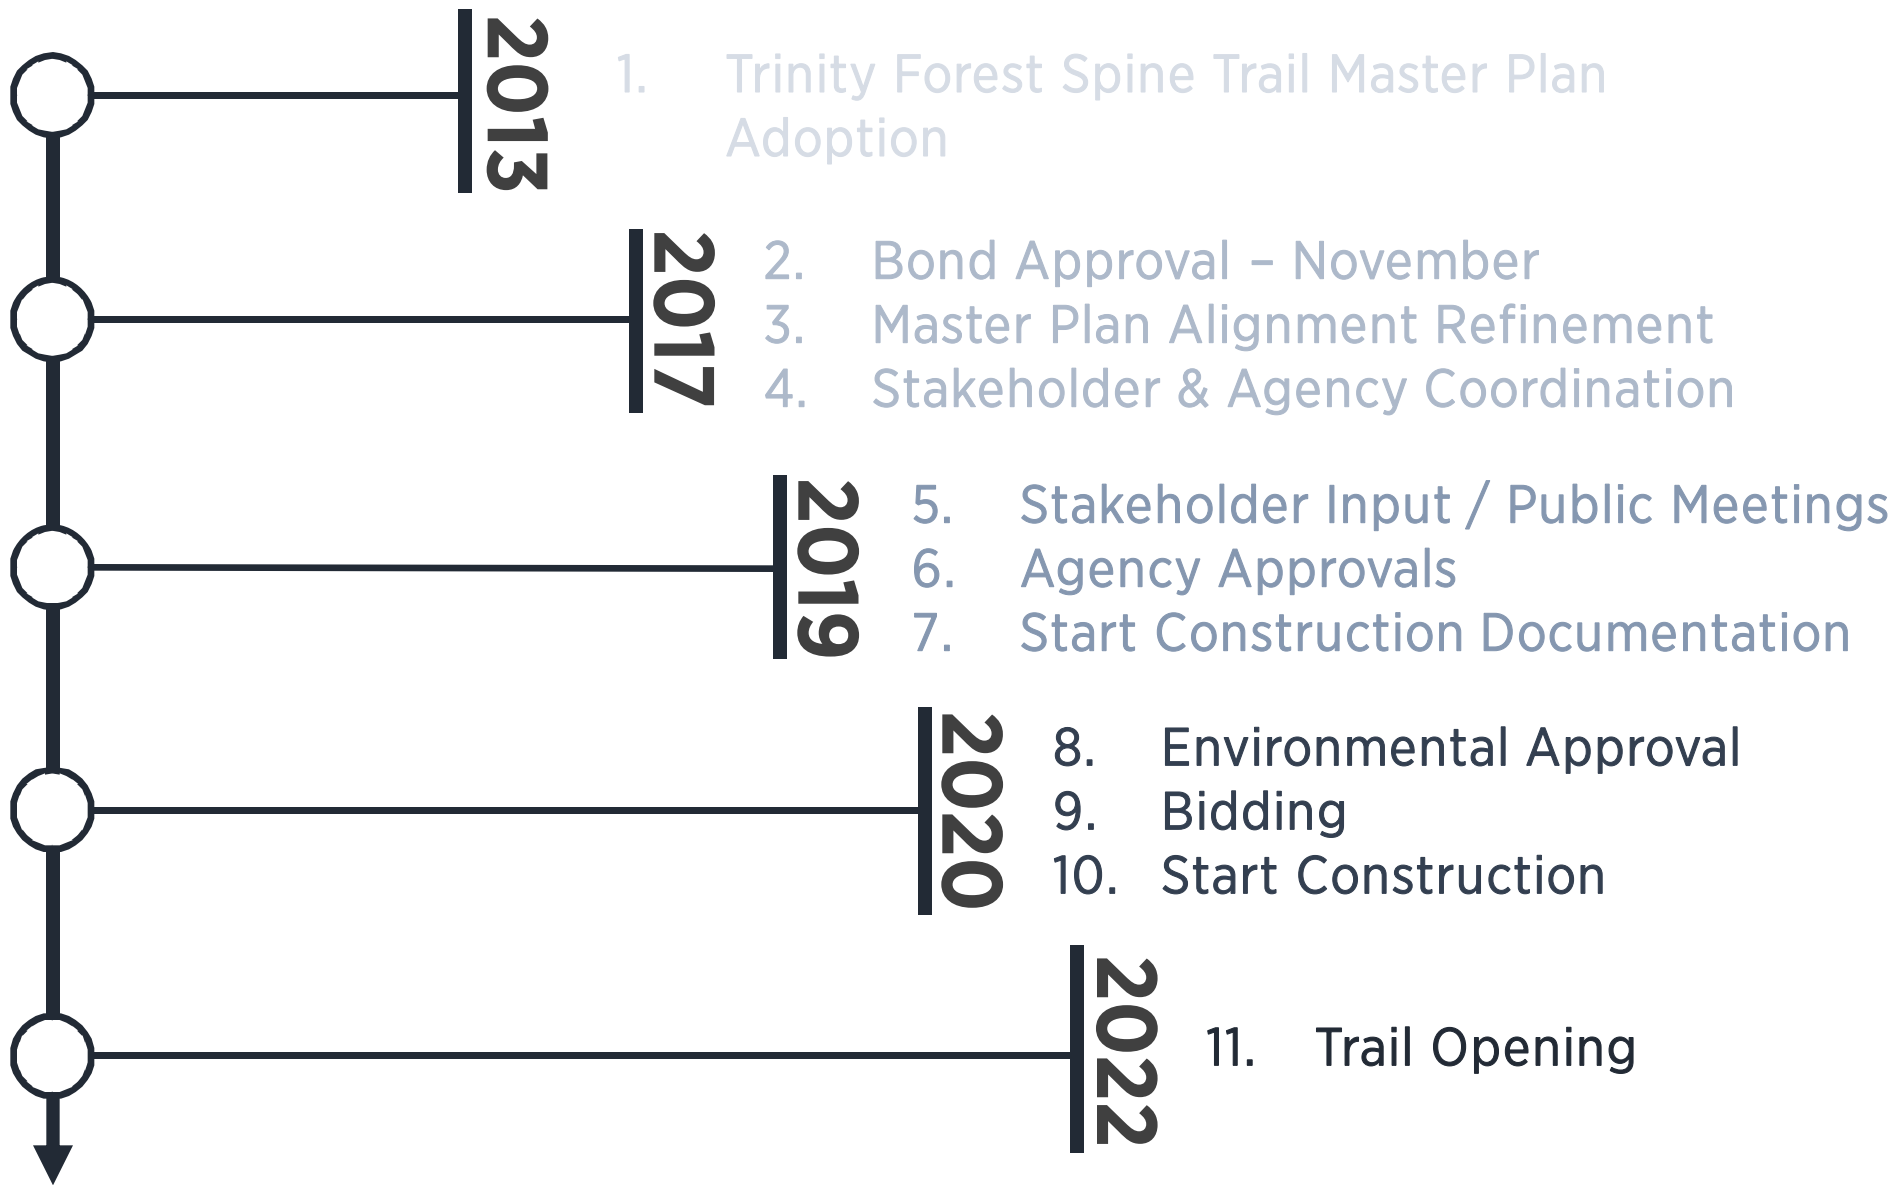 2013
1. Trinity Forest Spine Trail Master Plan
Adoption
2017
2. Bond Approval – November
3. Master Plan Alignment Refinement
4. Stakeholder & Agency Coordination
2019
5. Stakeholder Input / Public Meetings
6. Agency Approvals
7. Start Construction Documentation
2020
8. Environmental Approval
9. Bidding
10. Start Construction
2022
11. Trail Opening